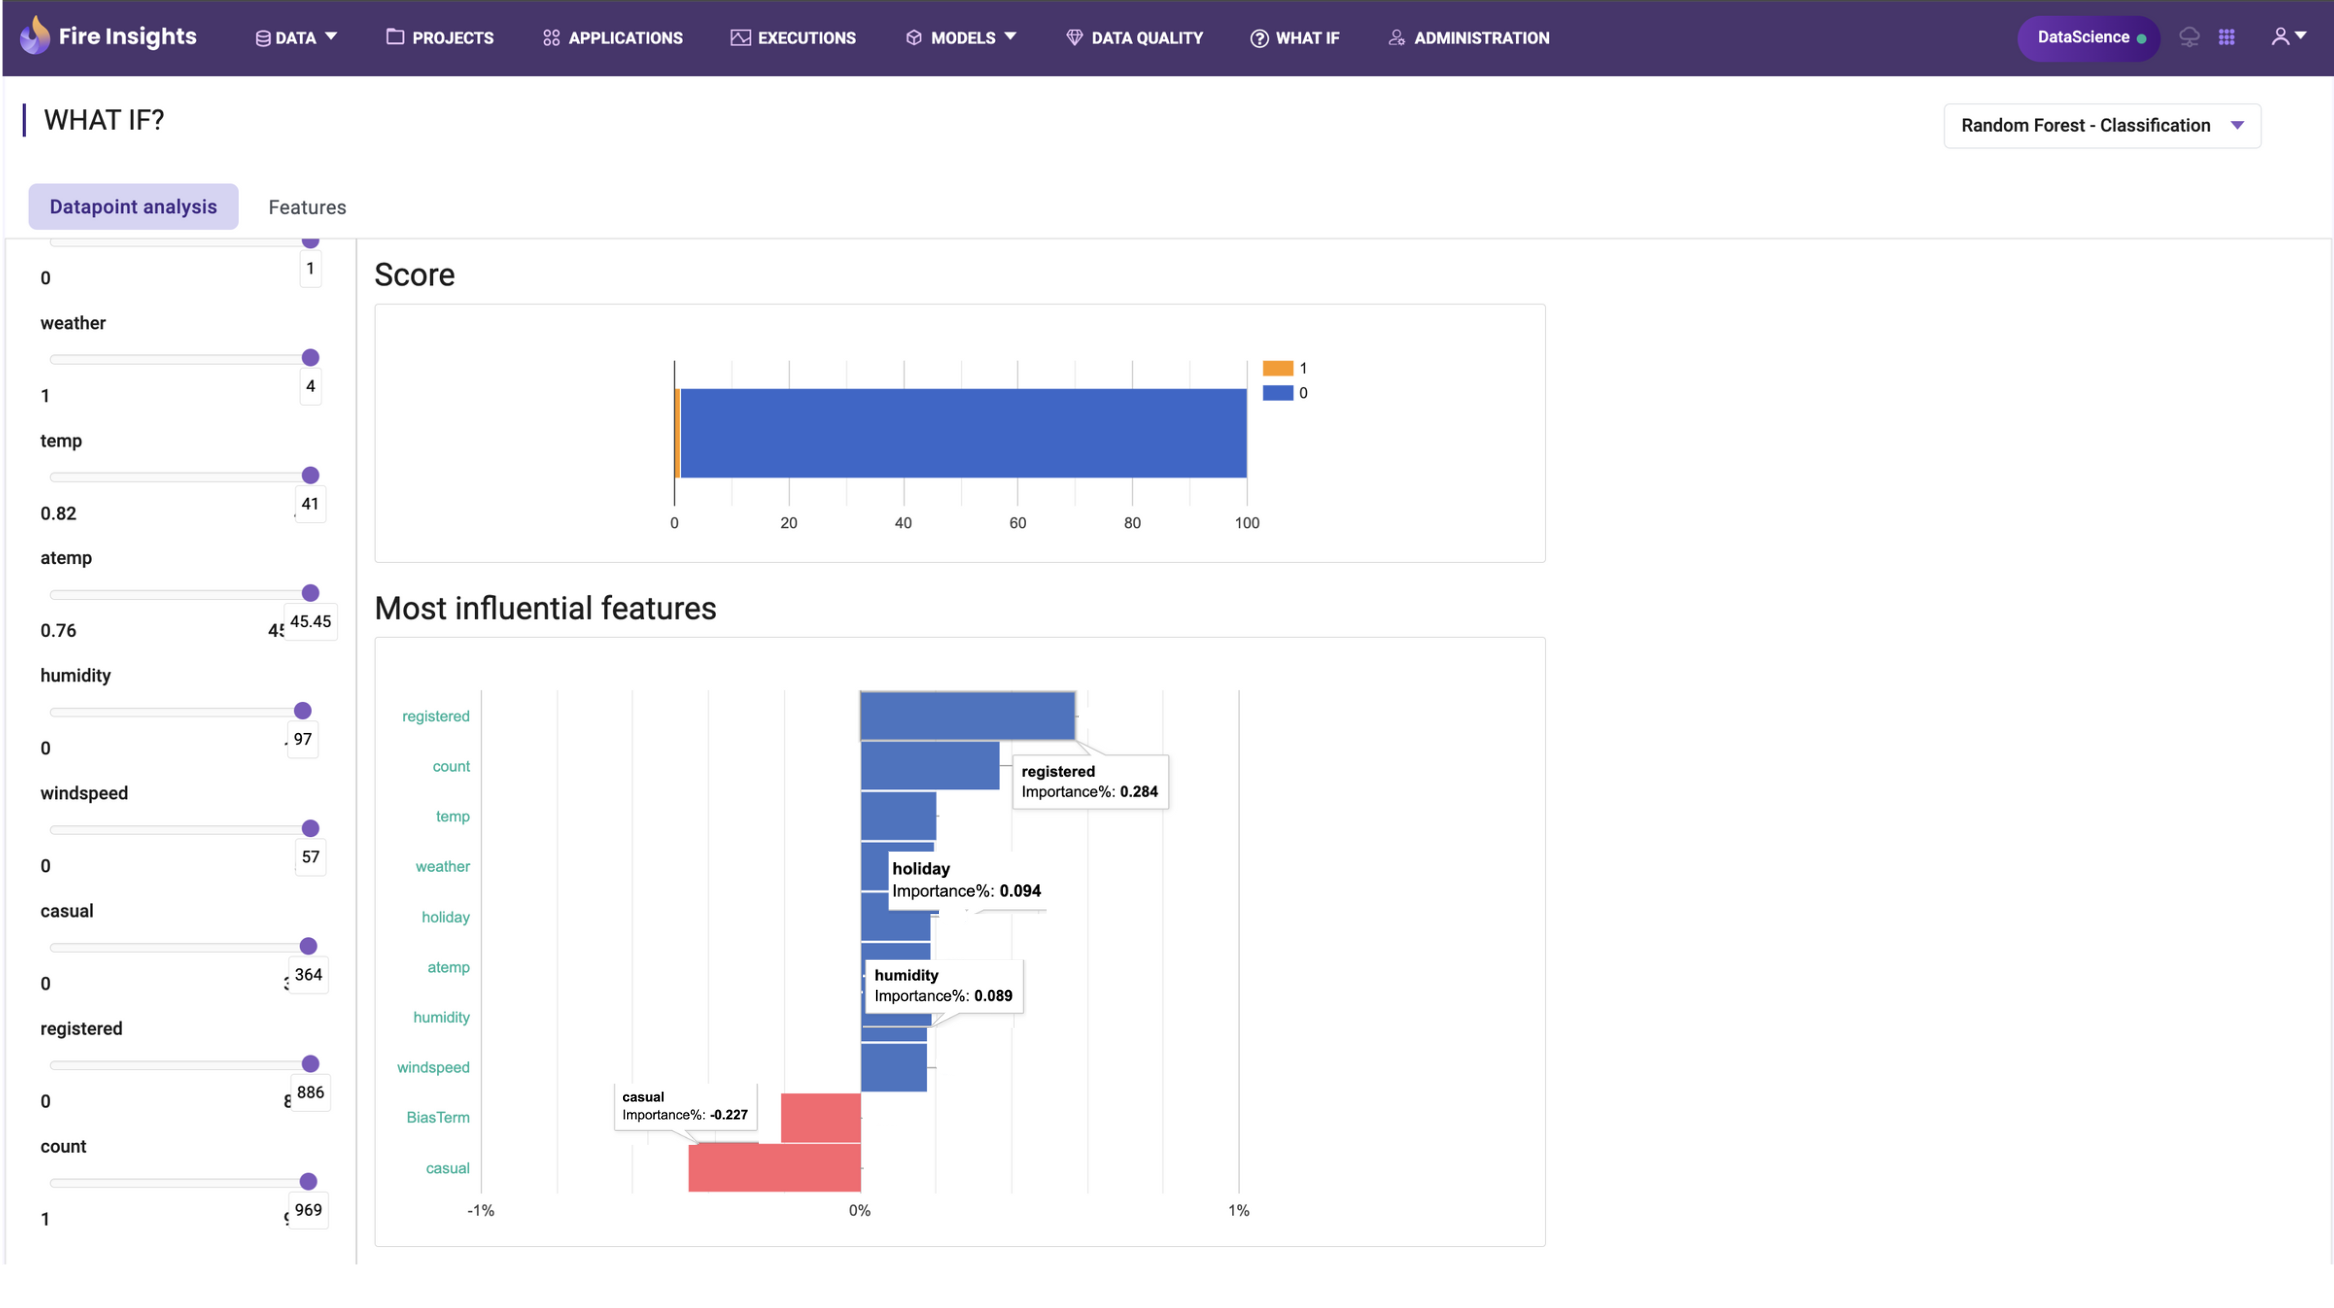 Fire Insights
DATA
PROJECTS
APPLICATIONS
EXECUTIONS
MODELS
DATA QUALITY
WHAT IF
ADMINISTRATION
DataScience
WHAT IF?
Random Forest - Classification
Datapoint analysis
Features
1
0
weather
4
1
temp
41
0.82
atemp
45.45
0.76
humidity
97
0
windspeed
57
0
casual
364
0
registered
886
0
count
969
1
Score
1
0
0 20 40 60 80 100
Most influential features
registered
count
registered
Importance%: 0.284
temp
weather
holiday
Importance%: 0.094
holiday
atemp
humidity
Importance%: 0.089
humidity
windspeed
casual
Importance%: -0.227
BiasTerm
casual
-1% 0% 1%